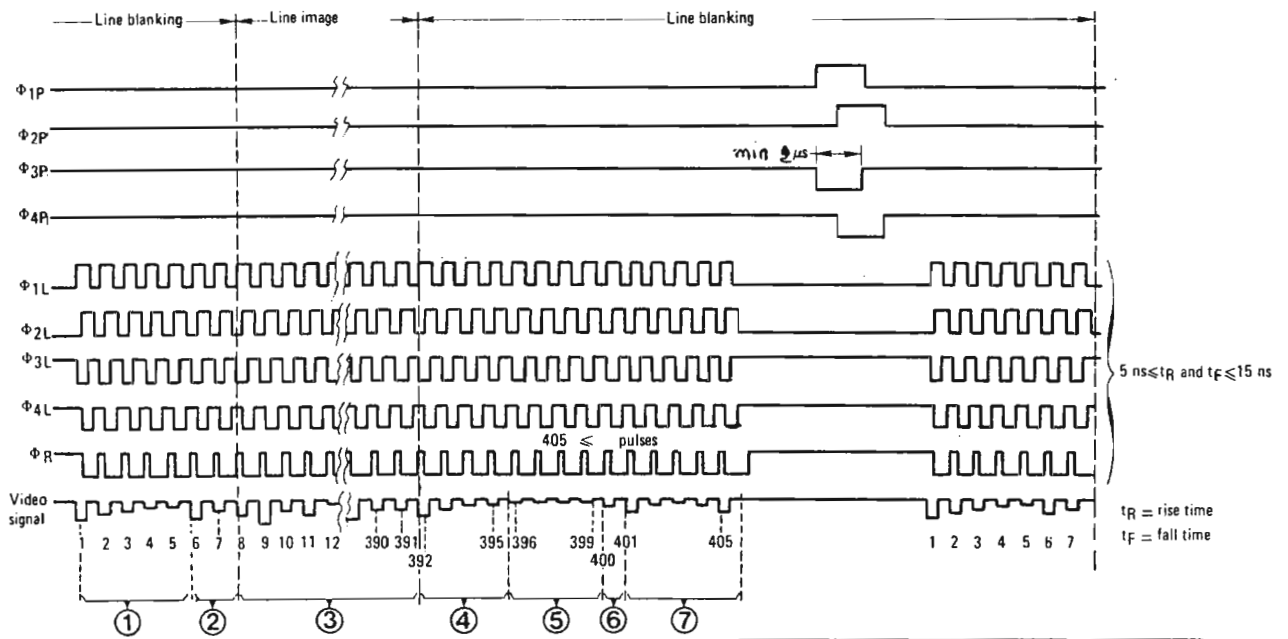 Line blanking
Line image
Line blanking
Φ1P
Φ2P
min 2 μs
Φ3P
Φ4P
Φ1L
Φ2L
Φ3L
5 ns ≤ tR and tF ≤ 15 ns
Φ4L
405 ≤ pulses
ΦR
Video signal
tR = rise time
tF = fall time
1 2 3 4 5 6 7 8 9 10 11 12 390 391 395 396 399 401 405 1 2 3 4 5 6 7
392 400
① ② ③ ④ ⑤ ⑥ ⑦